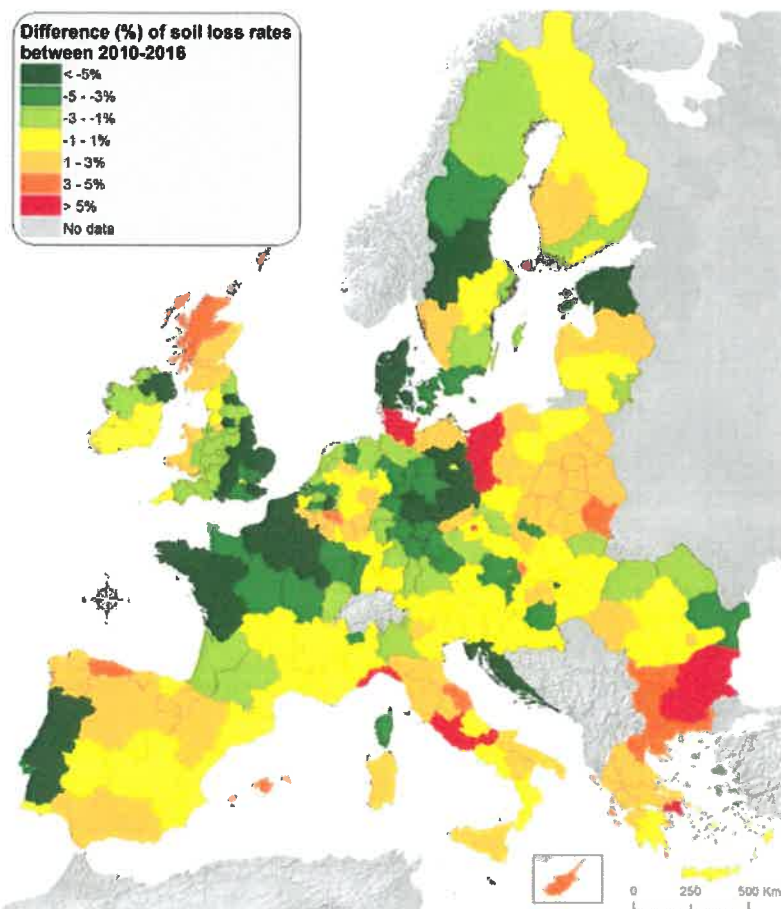 Difference (%) of soil loss rates
between 2010-2016
< -5%
-5 - -3%
-3 - -1%
-1 - 1%
1 - 3%
3 - 5%
> 5%
No data
0 250 500 Km